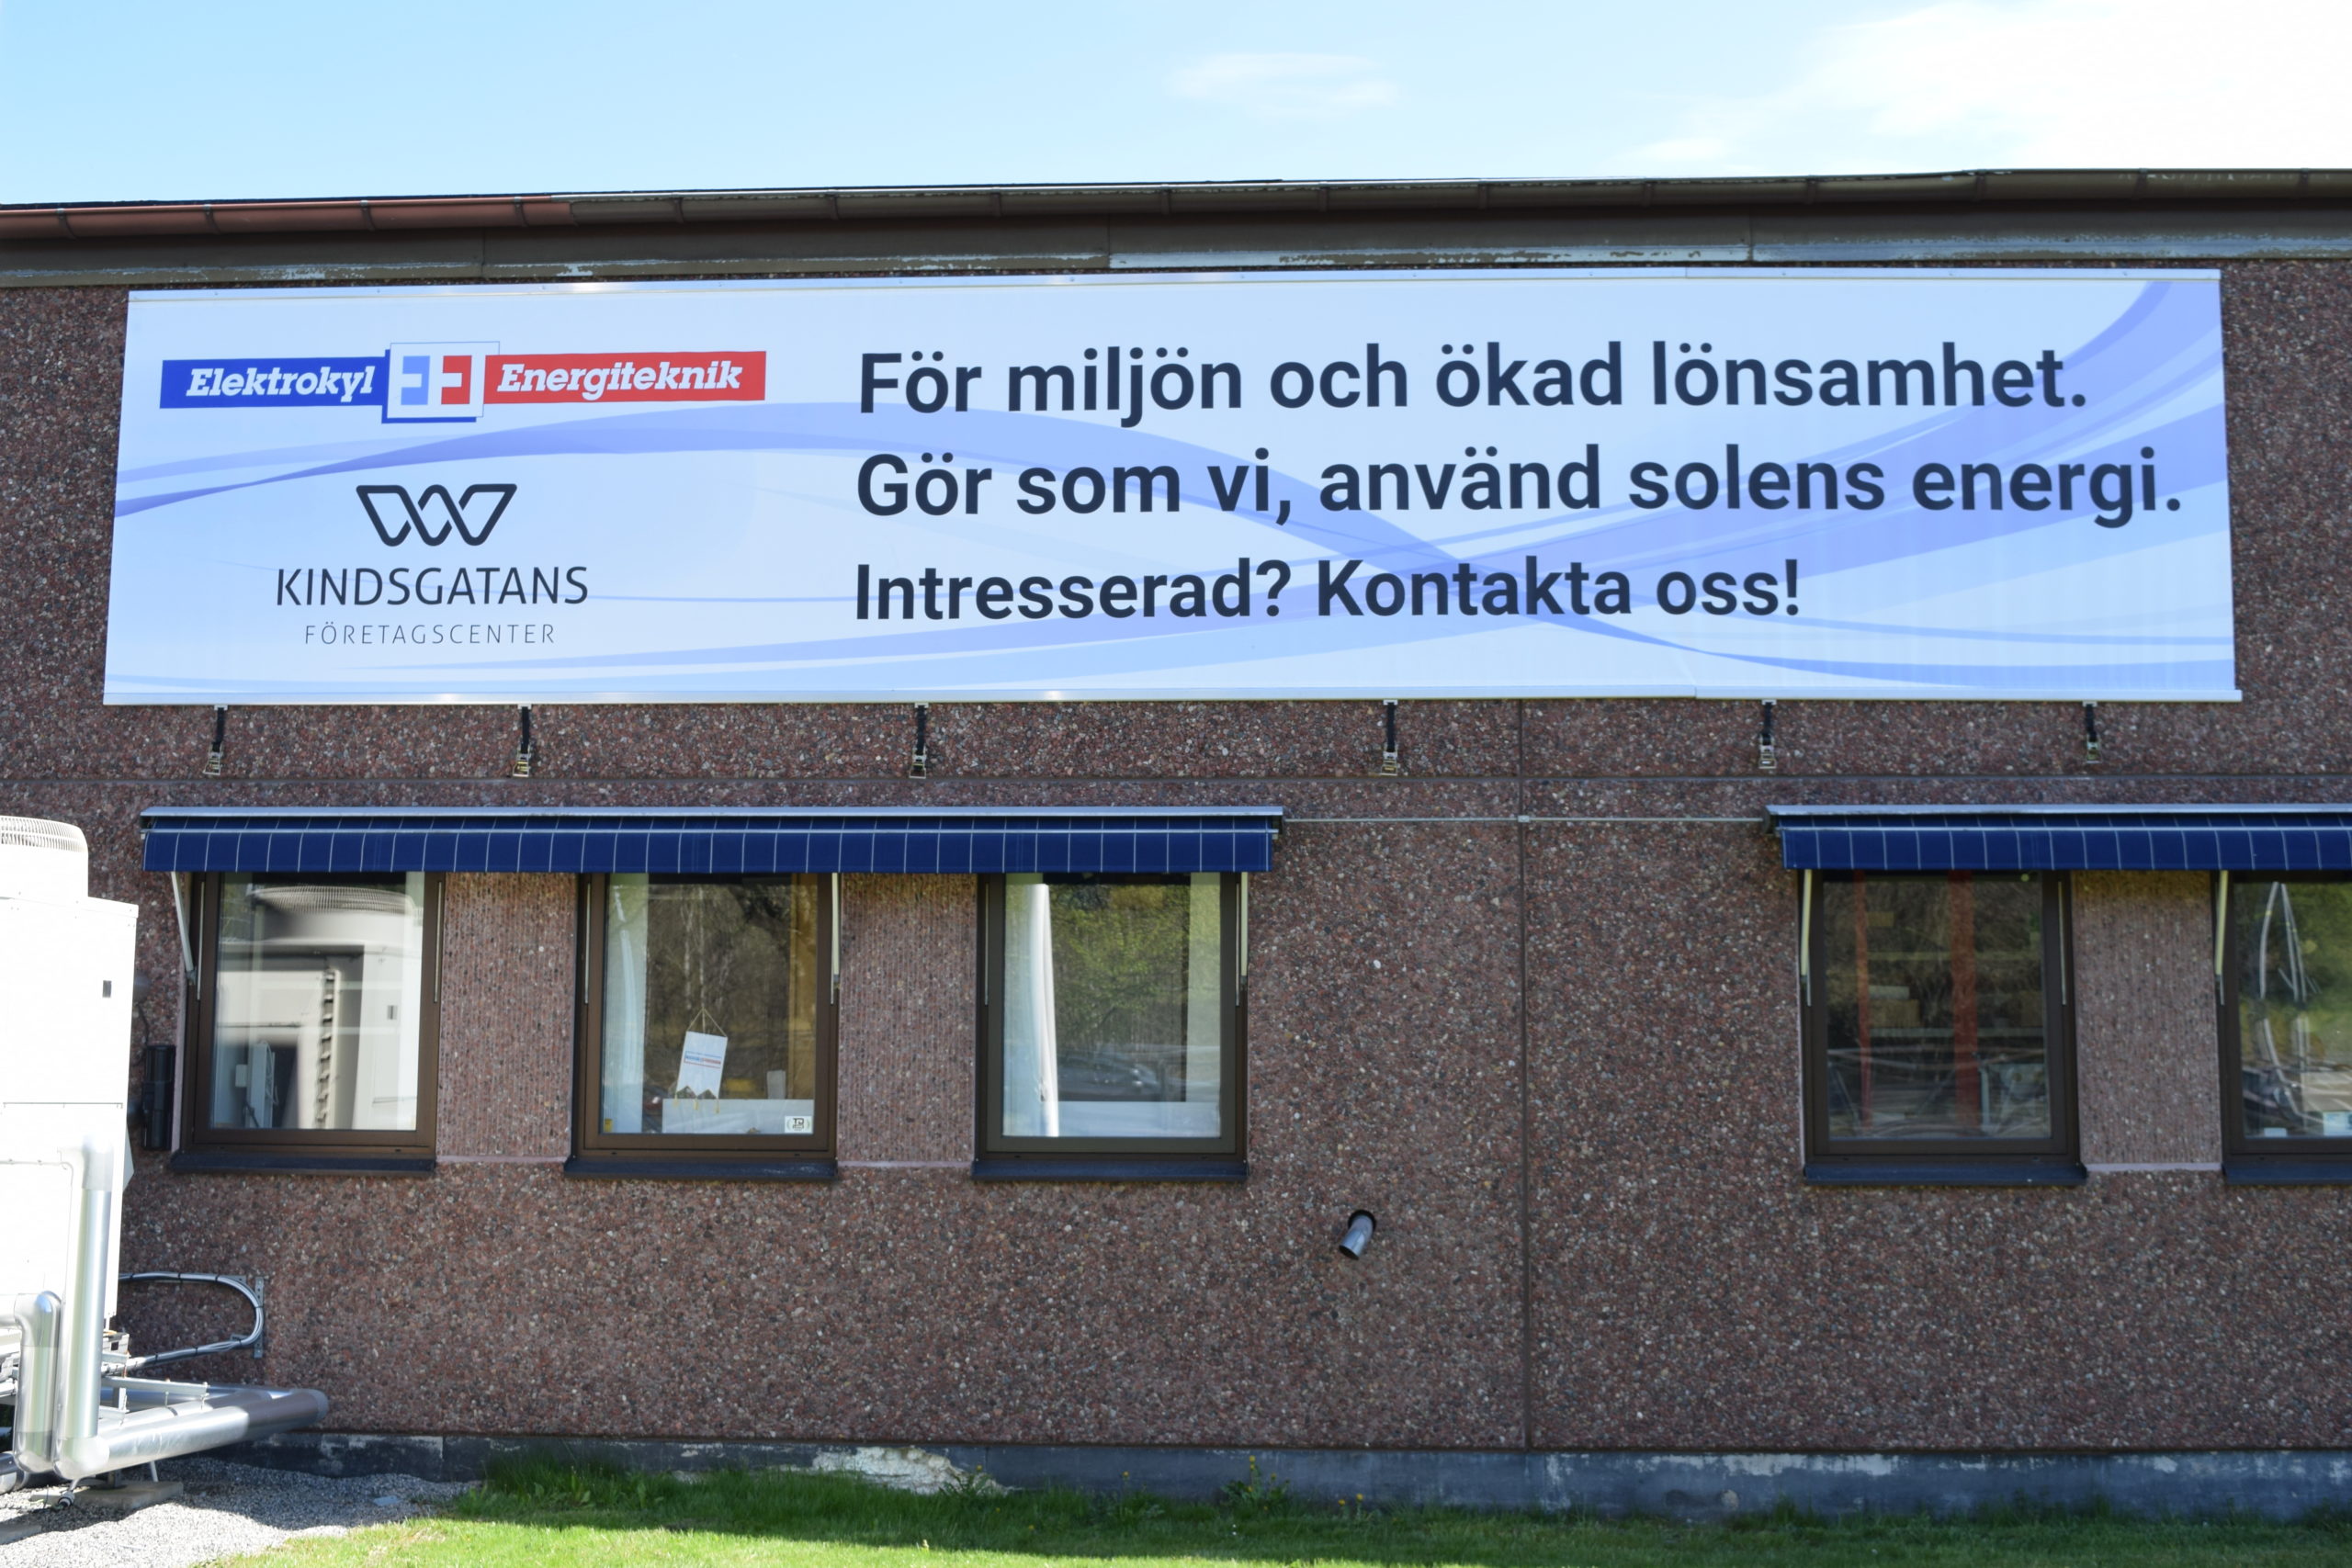 Elektrokyl Energiteknik
KINDSGATANS
FÖRETAGSCENTER
För miljön och ökad lönsamhet.
Gör som vi, använd solens energi.
Intresserad? Kontakta oss!